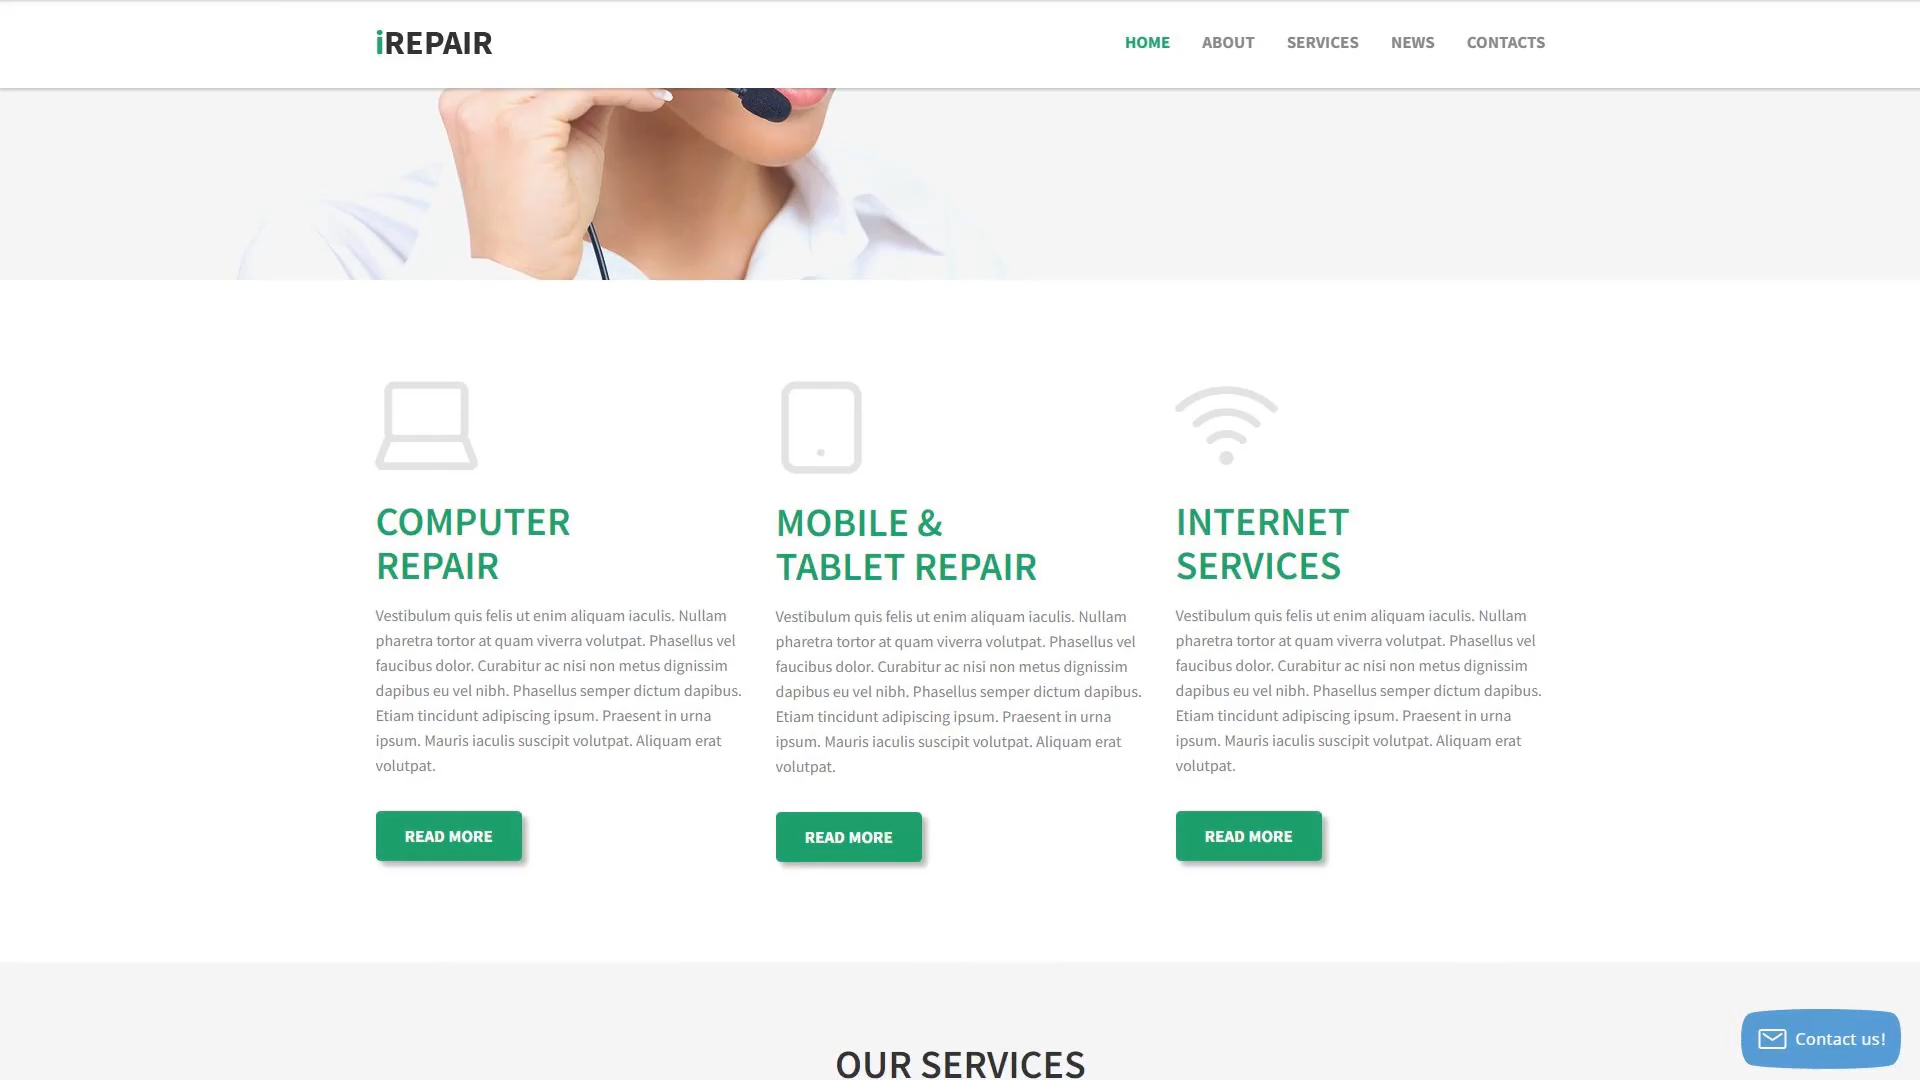 iREPAIR
HOME ABOUT SERVICES NEWS CONTACTS
COMPUTER
REPAIR
Vestibulum quis felis ut enim aliquam iaculis. Nullam
pharetra tortor at quam viverra volutpat. Phasellus vel
faucibus dolor. Curabitur ac nisi non metus dignissim
dapibus eu vel nibh. Phasellus semper dictum dapibus.
Etiam tincidunt adipiscing ipsum. Praesent in urna
ipsum. Mauris iaculis suscipit volutpat. Aliquam erat
volutpat.
READ MORE
MOBILE &
TABLET REPAIR
Vestibulum quis felis ut enim aliquam iaculis. Nullam
pharetra tortor at quam viverra volutpat. Phasellus vel
faucibus dolor. Curabitur ac nisi non metus dignissim
dapibus eu vel nibh. Phasellus semper dictum dapibus.
Etiam tincidunt adipiscing ipsum. Praesent in urna
ipsum. Mauris iaculis suscipit volutpat. Aliquam erat
volutpat.
READ MORE
INTERNET
SERVICES
Vestibulum quis felis ut enim aliquam iaculis. Nullam
pharetra tortor at quam viverra volutpat. Phasellus vel
faucibus dolor. Curabitur ac nisi non metus dignissim
dapibus eu vel nibh. Phasellus semper dictum dapibus.
Etiam tincidunt adipiscing ipsum. Praesent in urna
ipsum. Mauris iaculis suscipit volutpat. Aliquam erat
volutpat.
READ MORE
OUR SERVICES
Contact us!